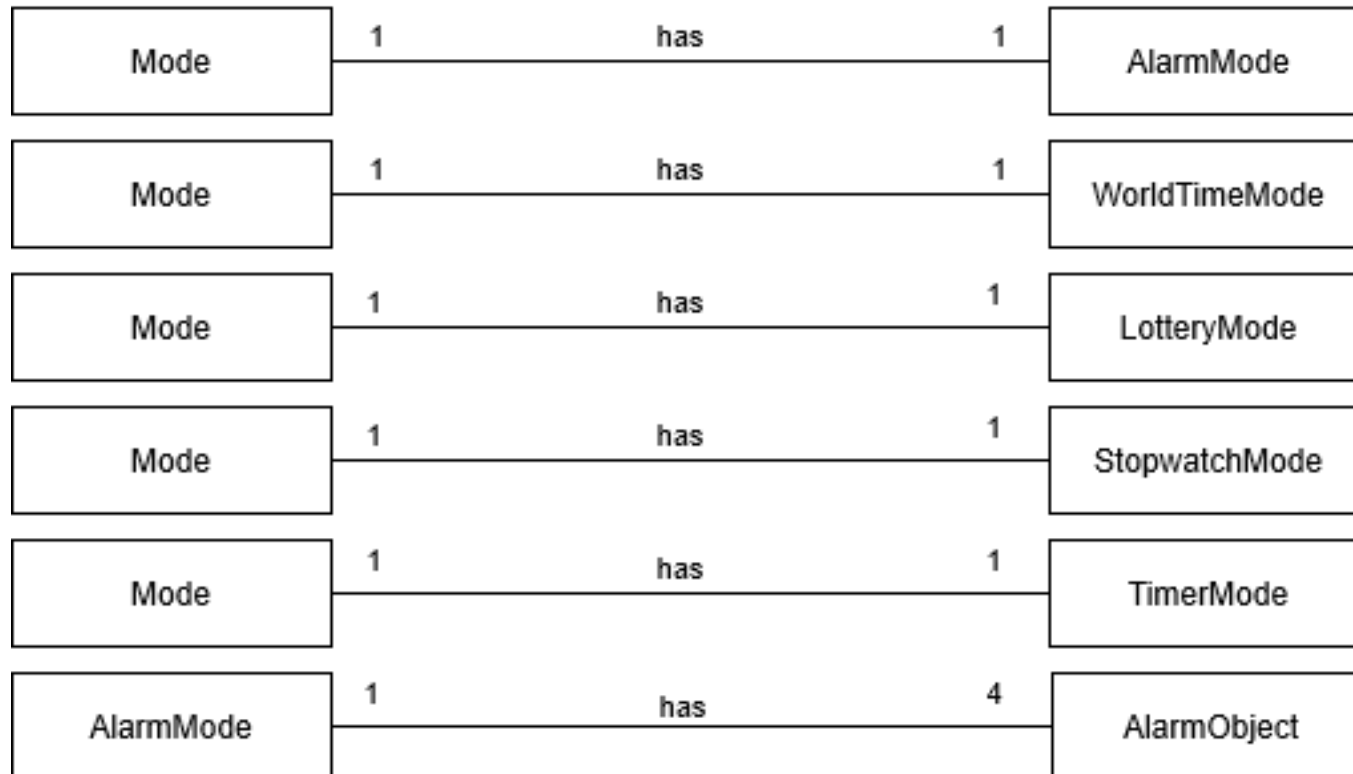 Mode 1 has 1 AlarmMode
Mode 1 has 1 WorldTimeMode
Mode 1 has 1 LotteryMode
Mode 1 has 1 StopwatchMode
Mode 1 has 1 TimerMode
AlarmMode 1 has 4 AlarmObject